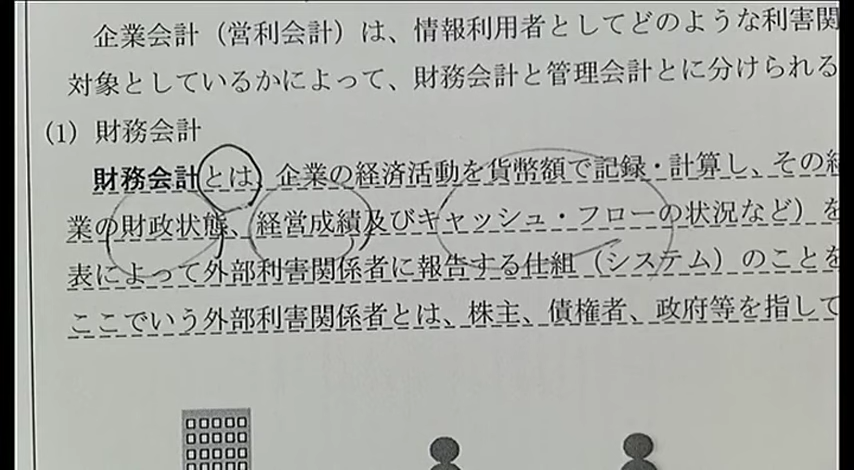 企業会計（営利会計）は、情報利用者としてどのような利害関
対象としているかによって、財務会計と管理会計とに分けられる
(1) 財務会計
財務会計とは、企業の経済活動を貨幣額で記録・計算し、その経
業の財政状態、経営成績及びキャッシュ・フローの状況など）を
表によって外部利害関係者に報告する仕組（システム）のことを
ここでいう外部利害関係者とは、株主、債権者、政府等を指して